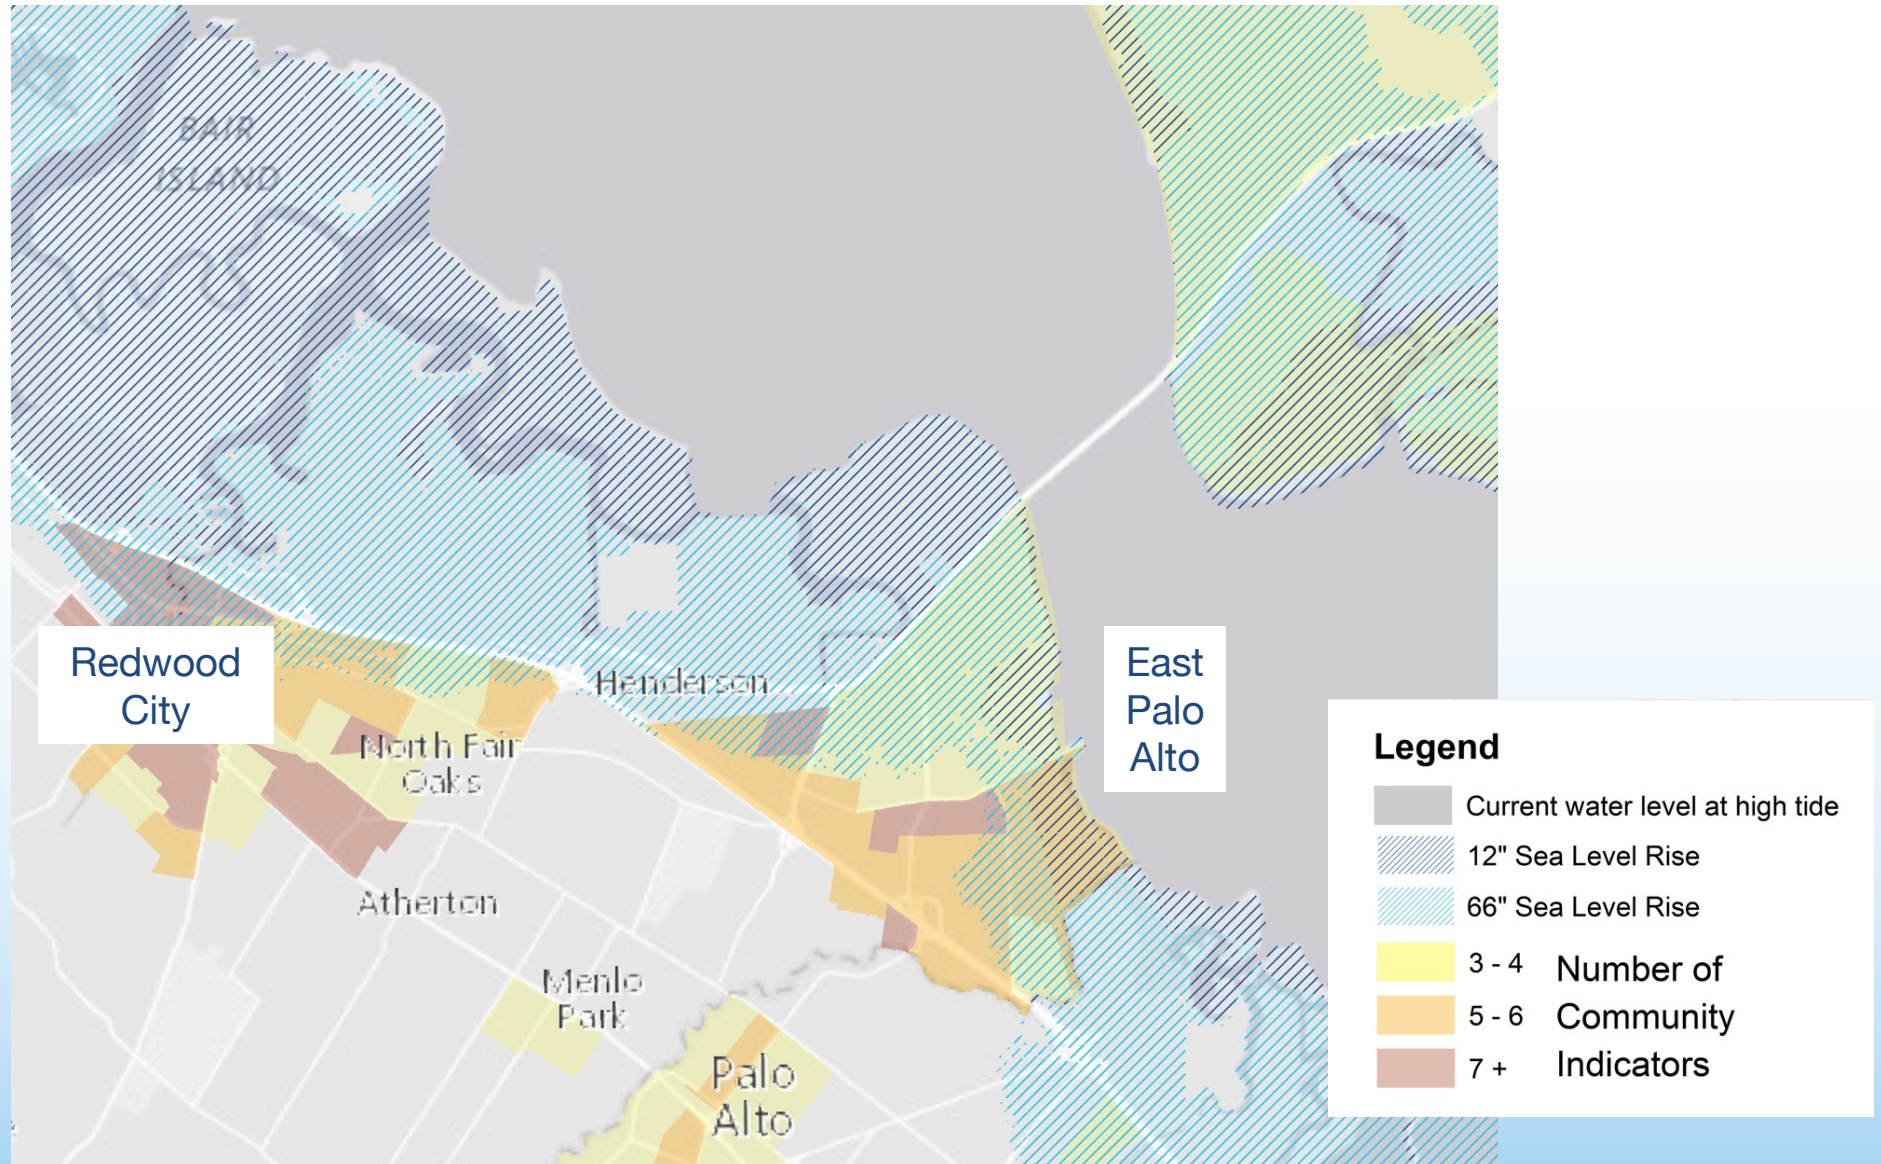 BAIR
ISLAND
Redwood
City
Henderson
East
Palo
Alto
North Fair
Oaks
Atherton
Menlo
Park
Palo
Alto
Legend
Current water level at high tide
12" Sea Level Rise
66" Sea Level Rise
3 - 4
5 - 6
7 +
Number of
Community
Indicators